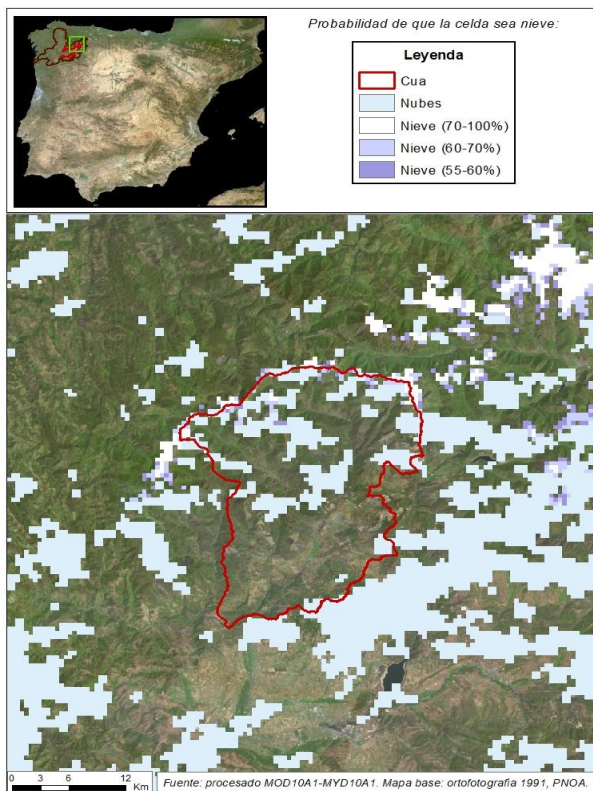 Probabilidad de que la celda sea nieve:
Leyenda
Cua
Nubes
Nieve (70-100%)
Nieve (60-70%)
Nieve (55-60%)
0 3 6 12
Km
Fuente: procesado MOD10A1-MYD10A1. Mapa base: ortofotografia 1991, PNOA.